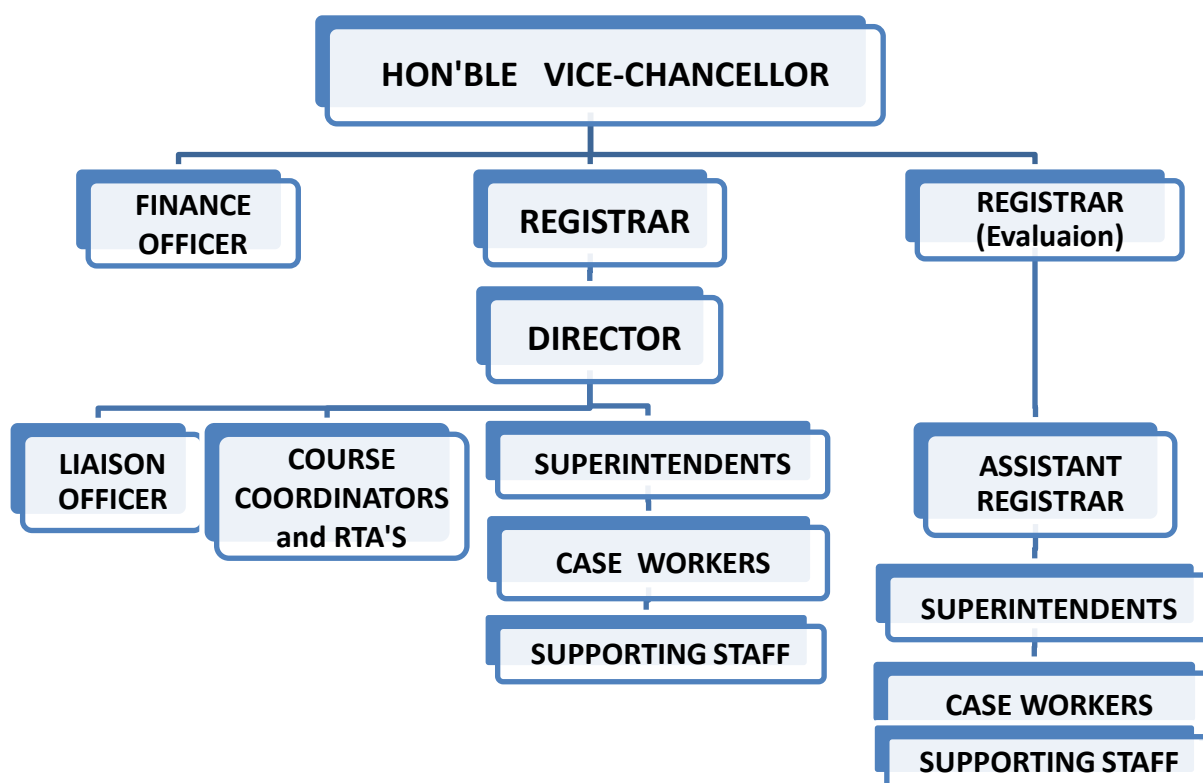 HON'BLE VICE-CHANCELLOR
FINANCE
OFFICER
REGISTRAR
REGISTRAR
(Evaluaion)
DIRECTOR
LIAISON
OFFICER
COURSE
COORDINATORS
and RTA'S
SUPERINTENDENTS
CASE WORKERS
SUPPORTING STAFF
ASSISTANT
REGISTRAR
SUPERINTENDENTS
CASE WORKERS
SUPPORTING STAFF